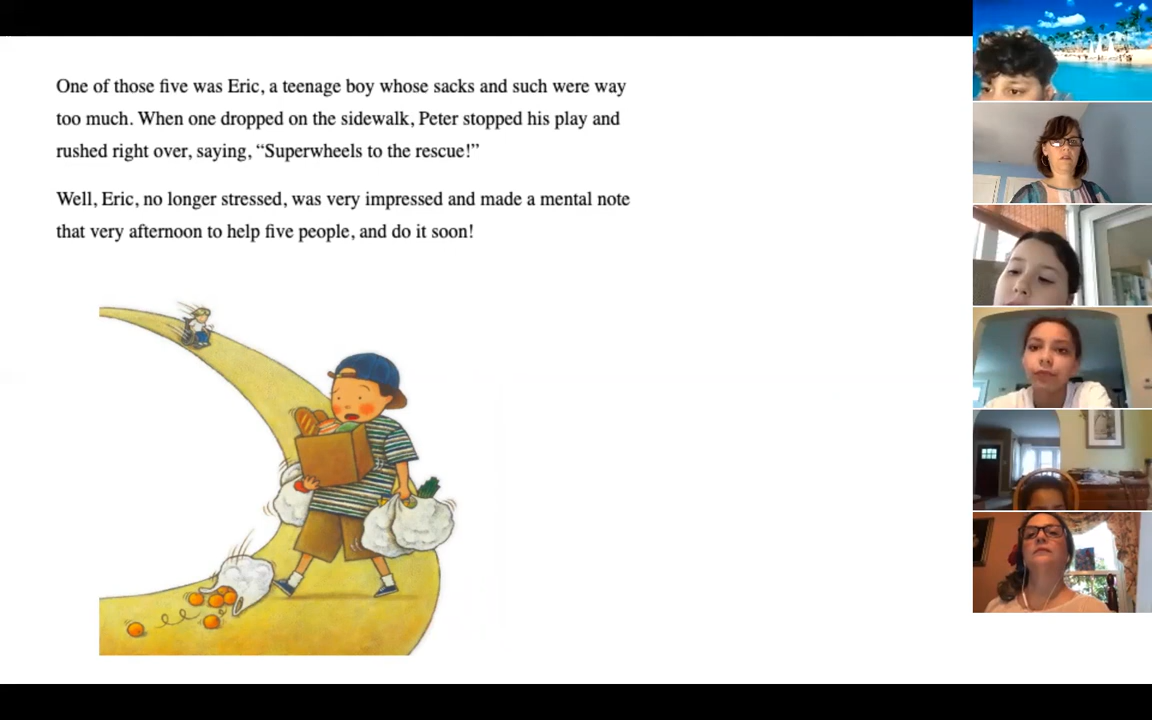 One of those five was Eric, a teenage boy whose sacks and such were way
too much. When one dropped on the sidewalk, Peter stopped his play and
rushed right over, saying, “Superwheels to the rescue!”
Well, Eric, no longer stressed, was very impressed and made a mental note
that very afternoon to help five people, and do it soon!